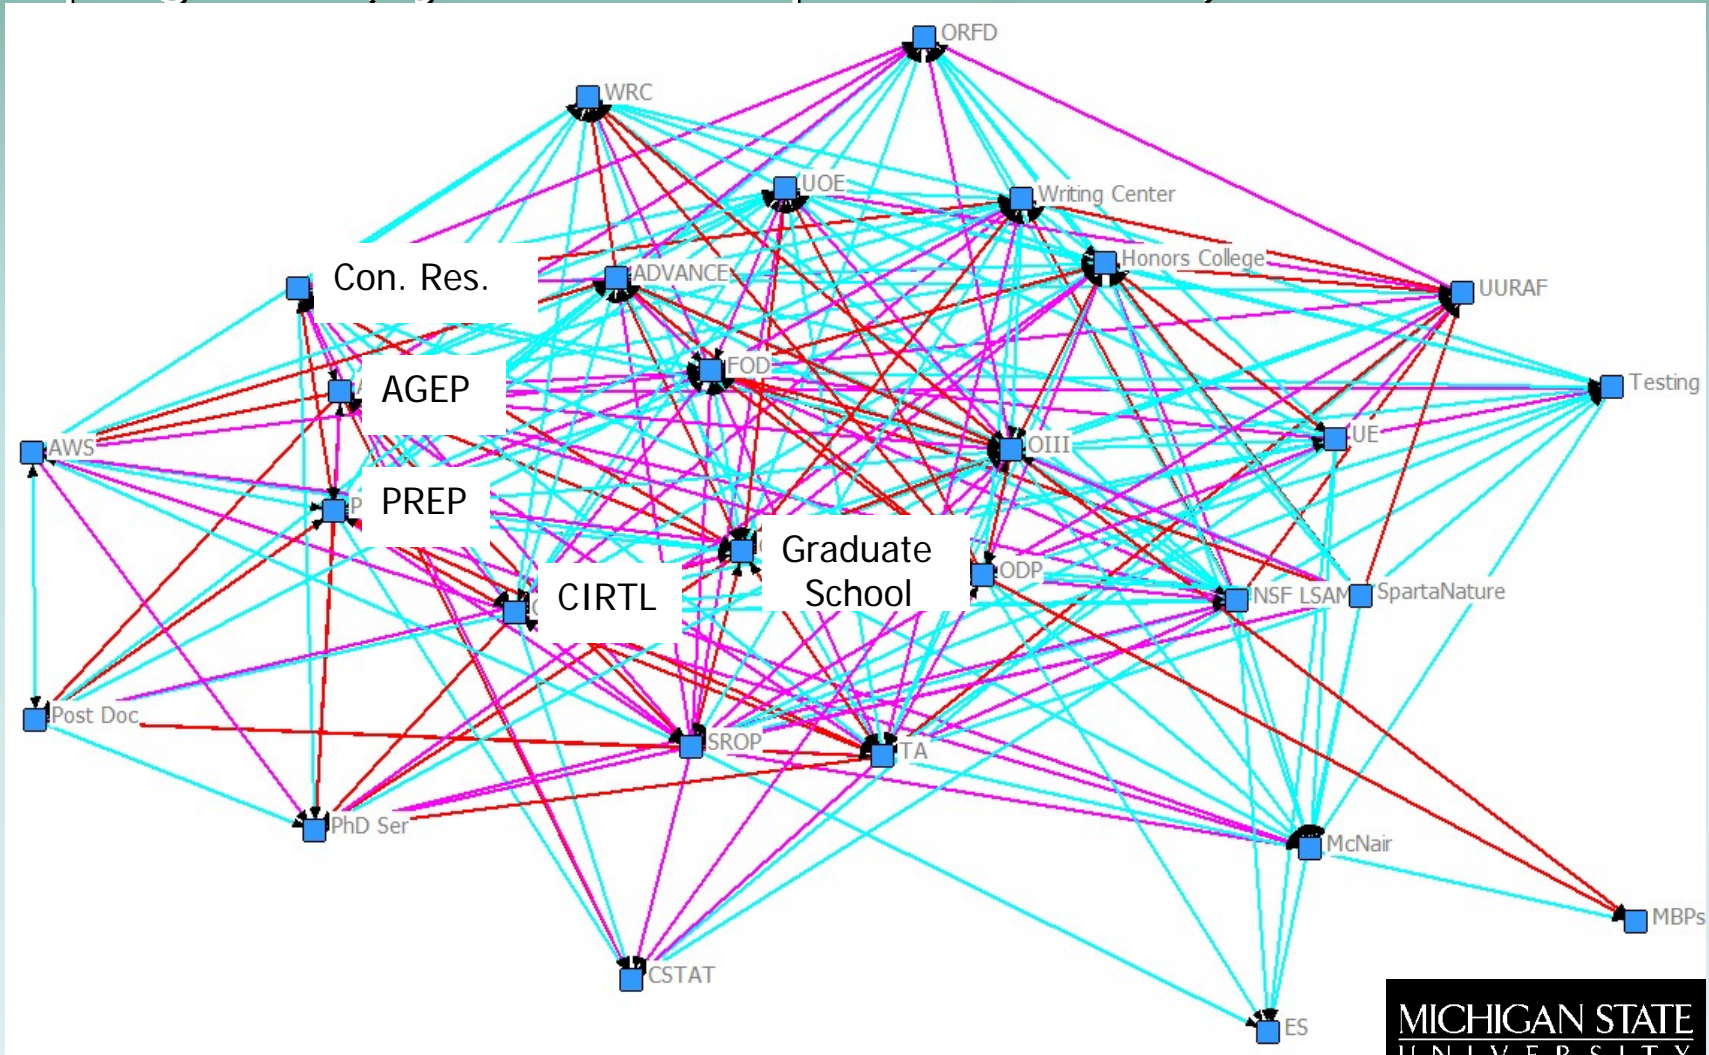 ORFD
WRC
UOE
Writing Center
Honors College
Con. Res.
ADVANCE
UURAF
FOD
AGEP
Testing
AWS
OIII
UE
PREP
Graduate
School
ODP
CIRTL
NSF LSAM
SpartaNature
Post Doc
SROP
TA
PhD Ser
McNair
MBPs
CSTAT
ES
MICHIGAN STATE
UNIVERSITY